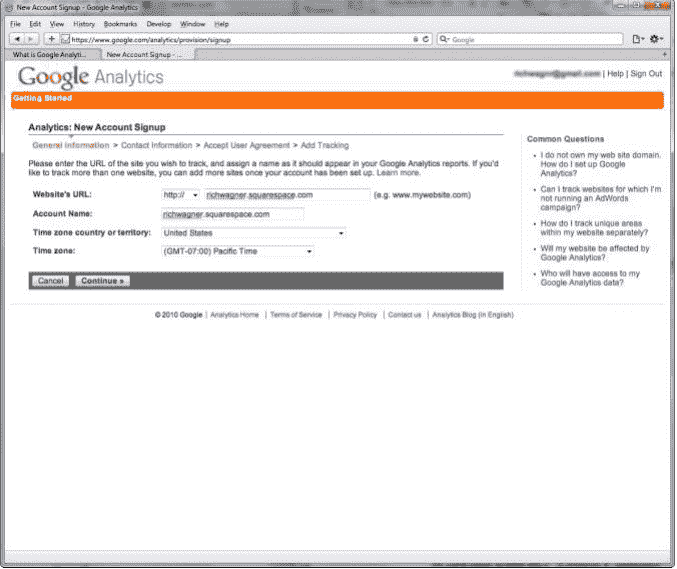 New Account Signup - Google Analytics
File Edit View History Bookmarks Develop Window Help
https://www.google.com/analytics/provision/signup
Google
What is Google Analyti...
New Account Signup - ...
Google Analytics
| Help | Sign Out
Getting Started
Analytics: New Account Signup
General Information > Contact Information > Accept User Agreement > Add Tracking
Please enter the URL of the site you wish to track, and assign a name as it should appear in your Google Analytics reports. If you'd
like to track more than one website, you can add more sites once your account has been set up. Learn more.
Website's URL: http:// richwagner.squarespace.com (e.g. www.mywebsite.com)
Account Name: richwagner.squarespace.com
Time zone country or territory: United States
Time zone: (GMT-07:00) Pacific Time
Cancel Continue »
Common Questions
• I do not own my web site domain.
How do I set up Google
Analytics?
• Can I track websites for which I'm
not running an AdWords
campaign?
• How do I track unique areas
within my website separately?
• Will my website be affected by
Google Analytics?
• Who will have access to my
Google Analytics data?
© 2010 Google | Analytics Home | Terms of Service | Privacy Policy | Contact us | Analytics Blog (in English)